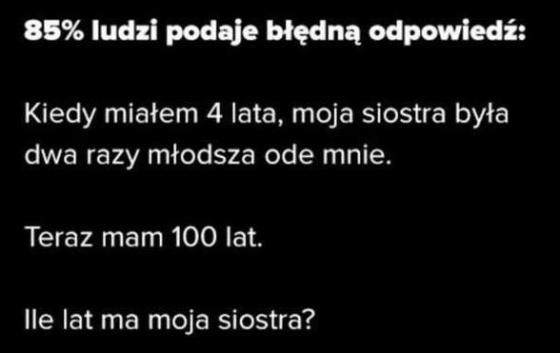 85% ludzi podaje błędną odpowiedź:
Kiedy miałem 4 lata, moja siostra była
dwa razy młodsza ode mnie.
Teraz mam 100 lat.
Ile lat ma moja siostra?